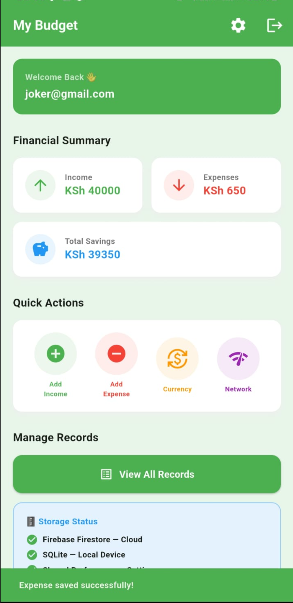 My Budget
Welcome Back 👋
joker@gmail.com
Financial Summary
Income
KSh 40000
Expenses
KSh 650
Total Savings
KSh 39350
Quick Actions
Add
Income
Add
Expense
Currency
Network
Manage Records
View All Records
Storage Status
Firebase Firestore — Cloud
SQLite — Local Device
Expense saved successfully!